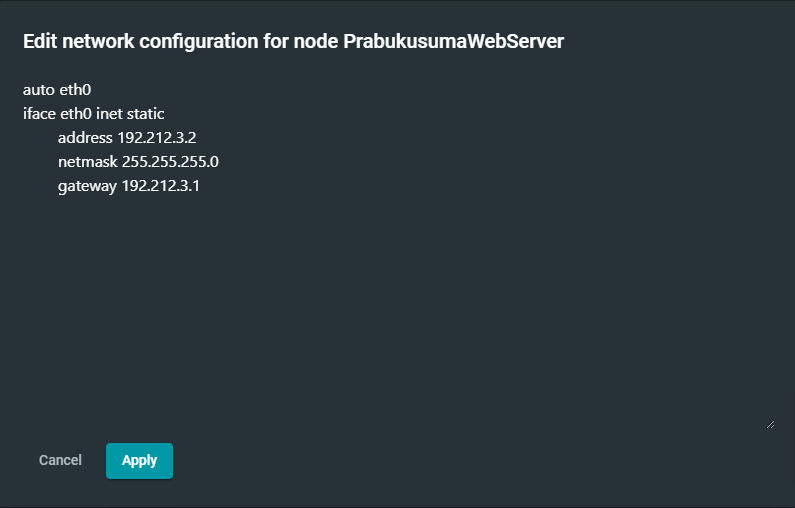 Edit network configuration for node PrabukusumaWebServer
auto eth0
iface eth0 inet static
address 192.212.3.2
netmask 255.255.255.0
gateway 192.212.3.1
Cancel
Apply